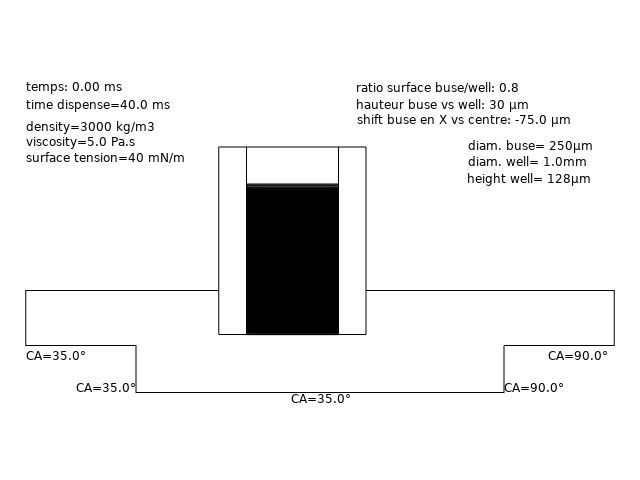 temps: 0.00 ms
time dispense=40.0 ms
density=3000 kg/m3
viscosity=5.0 Pa.s
surface tension=40 mN/m
ratio surface buse/well: 0.8
hauteur buse vs well: 30 µm
shift buse en X vs centre: -75.0 µm
diam. buse= 250µm
diam. well= 1.0mm
height well= 128µm
CA=35.0°
CA=90.0°
CA=35.0°
CA=90.0°
CA=35.0°